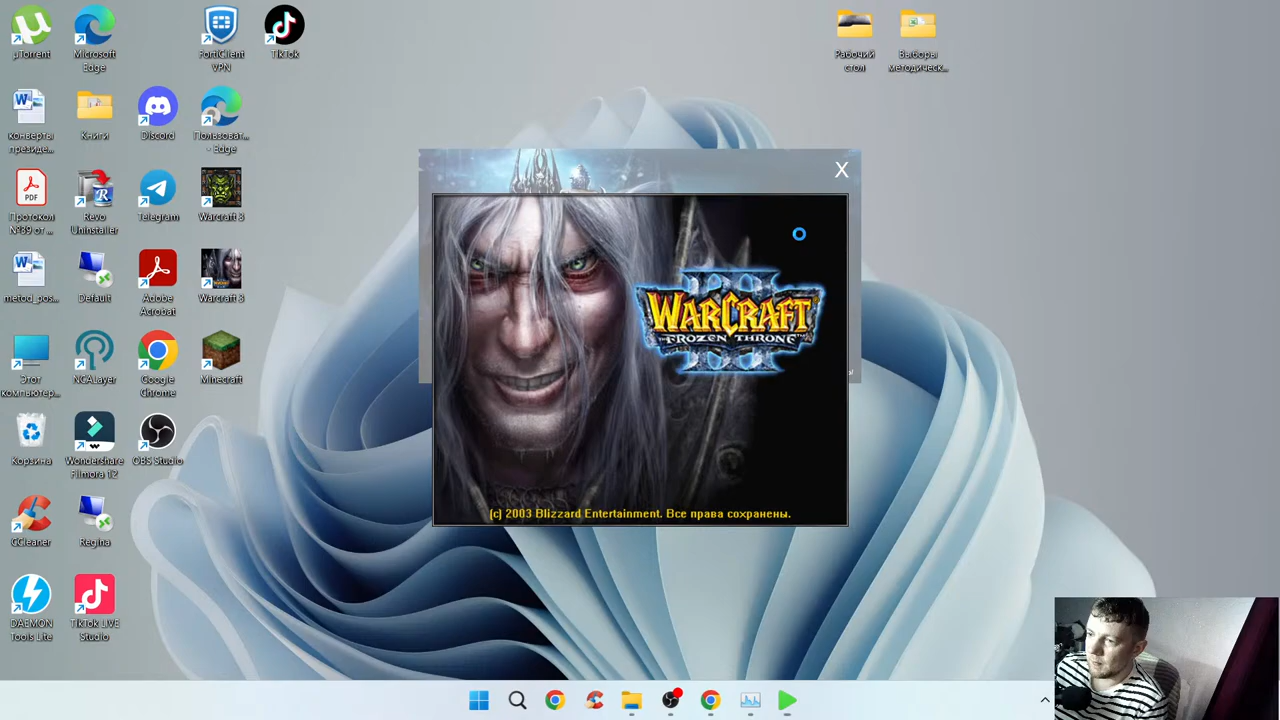 µTorrent
Microsoft
Edge
FortiClient
VPN
TikTok
Рабочий
стол
Выборы
методическ...
конверты
президе...
Книги
Discord
Пользоват...
- Edge
X
PDF
Протокол
№39 от ...
Revo
Uninstaller
Telegram
Warcraft 3
WARCRAFT
III
FROZEN THRONE
metod_pos...
Default
Adobe
Acrobat
Warcraft 3
Этот
компьютер...
NCALayer
Google
Chrome
Minecraft
Корзина
Wondershare
Filmora 12
OBS Studio
(c) 2003 Blizzard Entertainment. Все права сохранены.
CCleaner
Regina
DAEMON
Tools Lite
TikTok LIVE
Studio